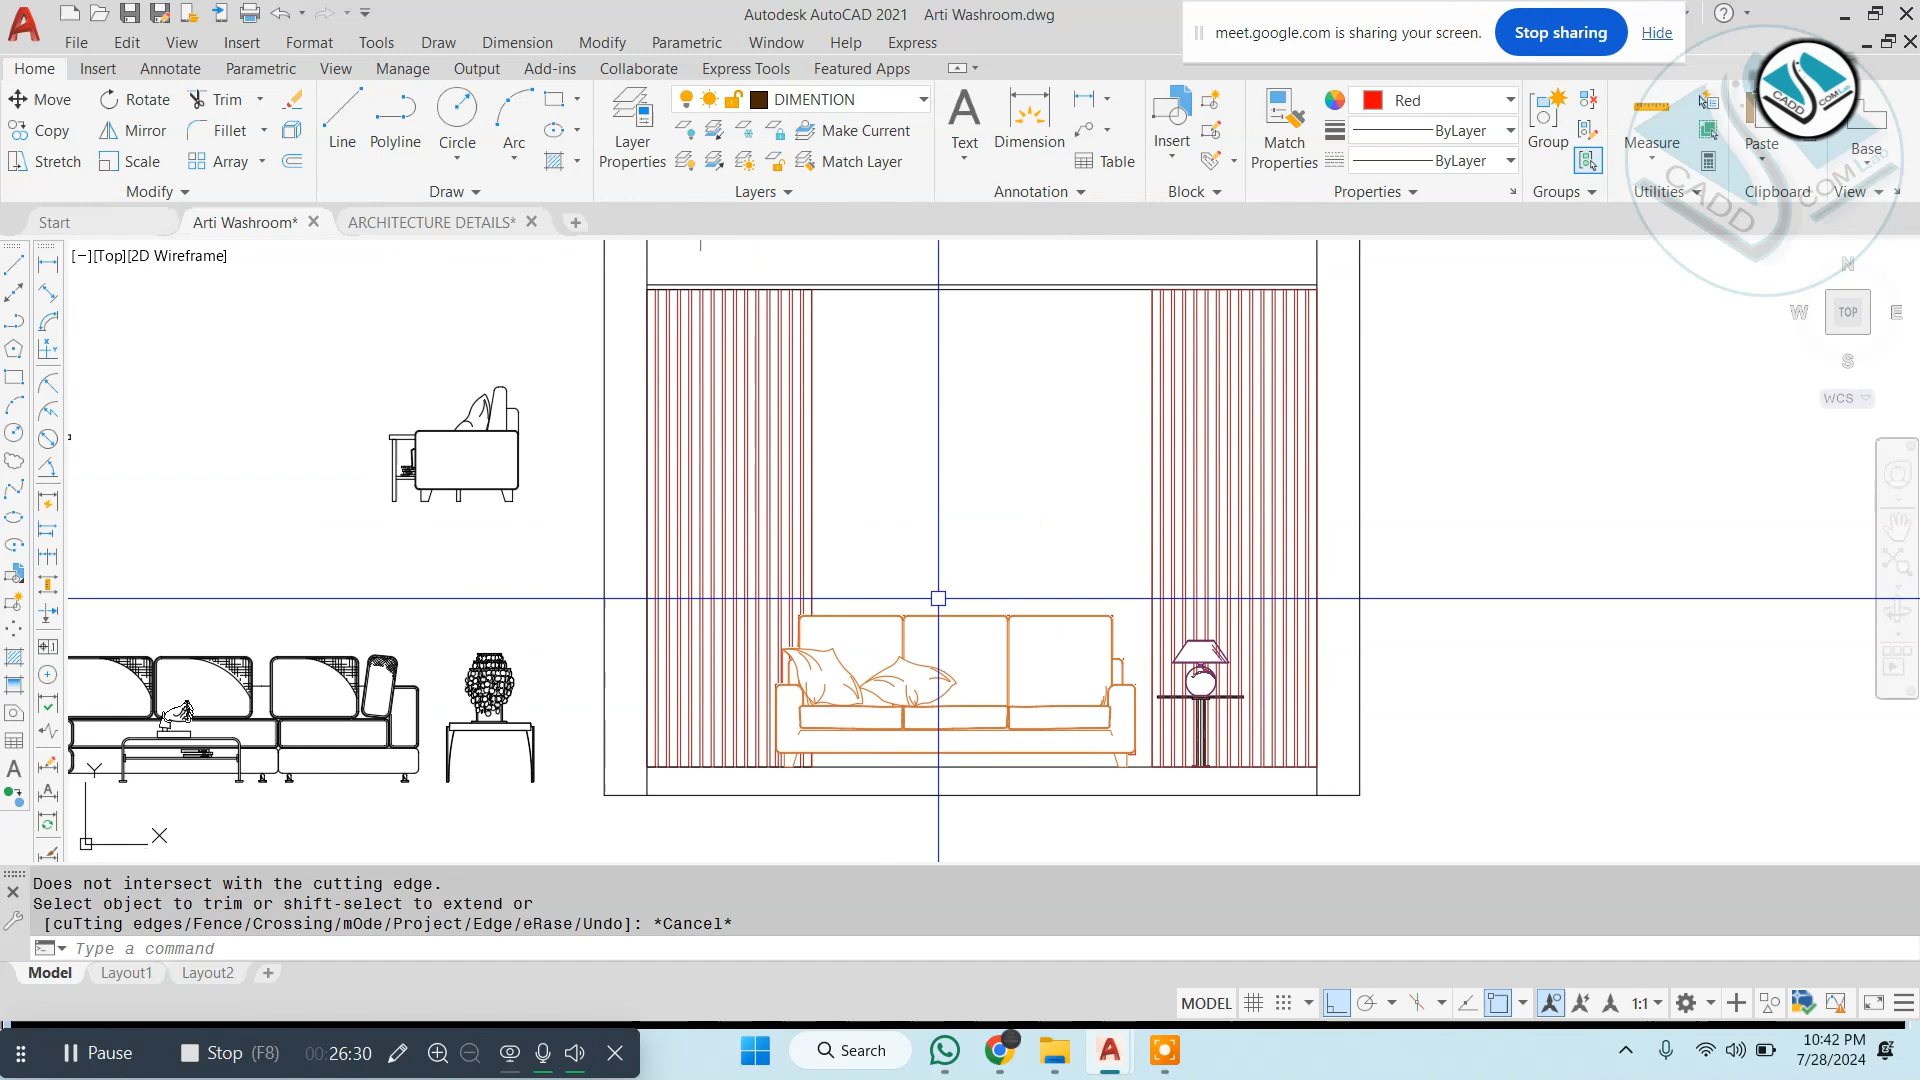 Autodesk AutoCAD 2021 Arti Washroom.dwg
meet.google.com is sharing your screen. Stop sharing Hide
File Edit View Insert Format Tools Draw Dimension Modify Parametric Window Help Express
Home Insert Annotate Parametric View Manage Output Add-ins Collaborate Express Tools Featured Apps
Move Rotate Trim
Copy Mirror Fillet
Stretch Scale Array
Modify
Line Polyline Circle Arc
Draw
Layer Properties
DIMENTION
Make Current
Match Layer
Layers
Text Dimension Table
Annotation
Insert
Block
Match Properties
Red
ByLayer
ByLayer
Properties
Group
Groups
Measure
Utilities
Paste
Clipboard
Base
View
CADD COMLab
CADD COMLab
Start Arti Washroom* ARCHITECTURE DETAILS*
[−][Top][2D Wireframe]
N
W TOP E
S
WCS
Y
X
Does not intersect with the cutting edge.
Select object to trim or shift-select to extend or
[cuTting edges/Fence/Crossing/mOde/Project/Edge/eRase/Undo]: *Cancel*
Type a command
Model Layout1 Layout2 +
MODEL 1:1
Pause Stop (F8) 00:26:30
Search
10:42 PM
7/28/2024